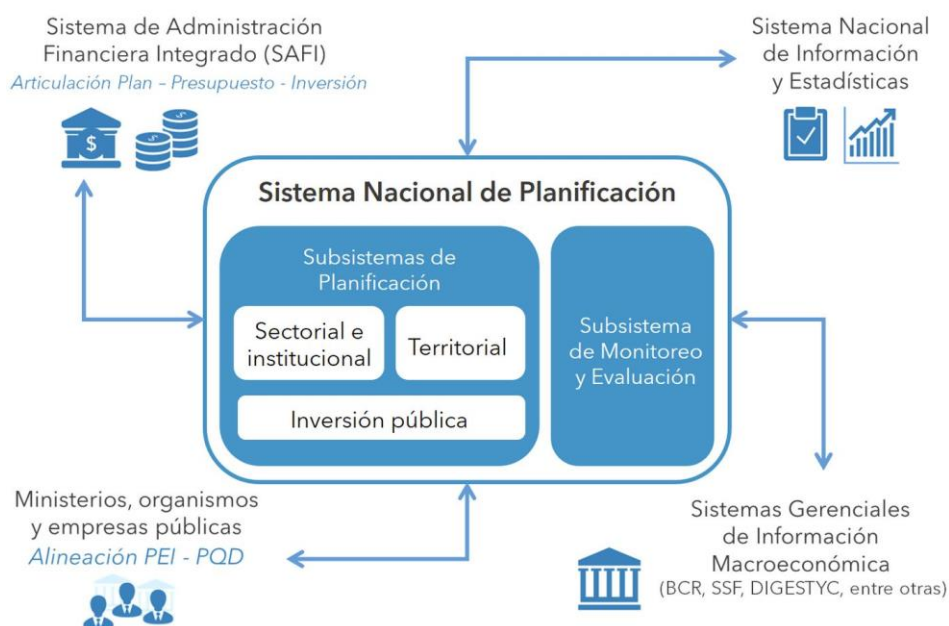 Sistema de Administración
Financiera Integrado (SAFI)
Articulación Plan – Presupuesto - Inversión
$
Sistema Nacional
de Información
y Estadísticas
Sistema Nacional de Planificación
Subsistemas de
Planificación
Sectorial e
institucional
Territorial
Inversión pública
Subsistema
de Monitoreo
y Evaluación
Ministerios, organismos
y empresas públicas
Alineación PEI - PQD
Sistemas Gerenciales
de Información
Macroeconómica
(BCR, SSF, DIGESTYC, entre otras)